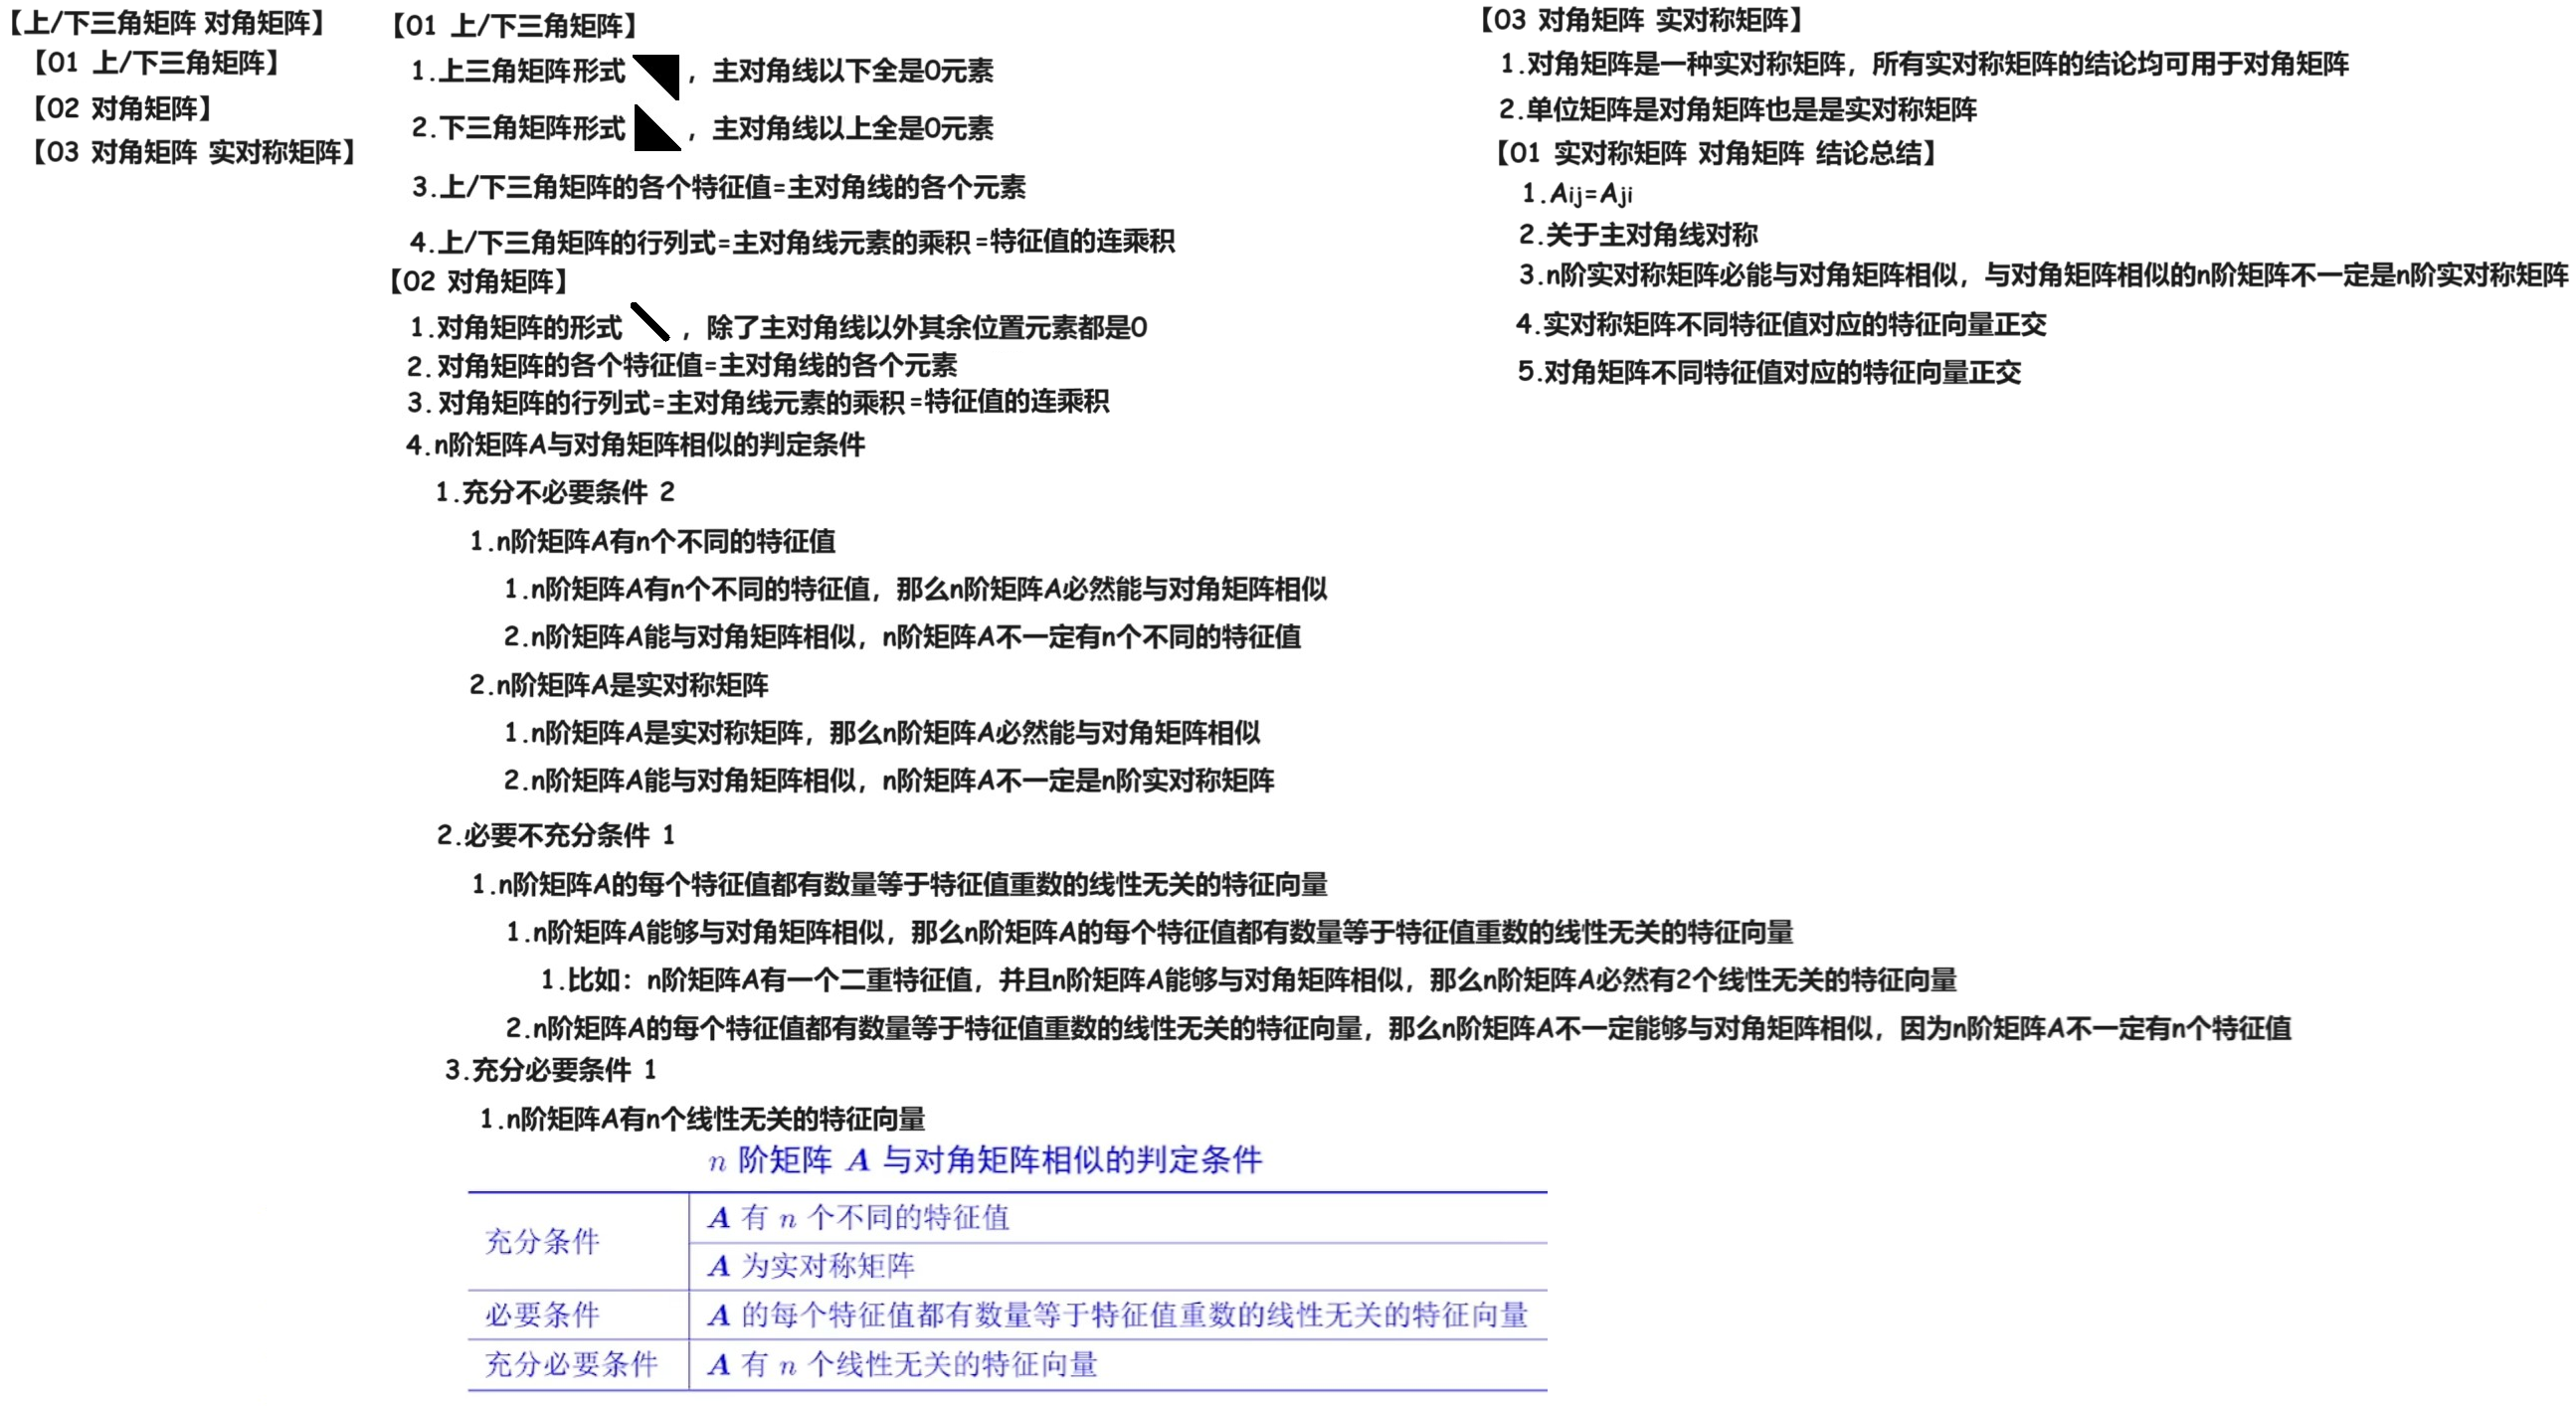 【上/下三角矩阵 对角矩阵】
【01 上/下三角矩阵】
【02 对角矩阵】
【03 对角矩阵 实对称矩阵】
【01 上/下三角矩阵】
1.上三角矩阵形式 ，主对角线以下全是0元素
2.下三角矩阵形式 ，主对角线以上全是0元素
3.上/下三角矩阵的各个特征值=主对角线的各个元素
4.上/下三角矩阵的行列式=主对角线元素的乘积=特征值的连乘积
【02 对角矩阵】
1.对角矩阵的形式 ，除了主对角线以外其余位置元素都是0
2.对角矩阵的各个特征值=主对角线的各个元素
3.对角矩阵的行列式=主对角线元素的乘积=特征值的连乘积
4.n阶矩阵A与对角矩阵相似的判定条件
1.充分不必要条件 2
1.n阶矩阵A有n个不同的特征值
1.n阶矩阵A有n个不同的特征值，那么n阶矩阵A必然能与对角矩阵相似
2.n阶矩阵A能与对角矩阵相似，n阶矩阵A不一定有n个不同的特征值
2.n阶矩阵A是实对称矩阵
1.n阶矩阵A是实对称矩阵，那么n阶矩阵A必然能与对角矩阵相似
2.n阶矩阵A能与对角矩阵相似，n阶矩阵A不一定是n阶实对称矩阵
2.必要不充分条件 1
1.n阶矩阵A的每个特征值都有数量等于特征值重数的线性无关的特征向量
1.n阶矩阵A能够与对角矩阵相似，那么n阶矩阵A的每个特征值都有数量等于特征值重数的线性无关的特征向量
1.比如：n阶矩阵A有一个二重特征值，并且n阶矩阵A能够与对角矩阵相似，那么n阶矩阵A必然有2个线性无关的特征向量
2.n阶矩阵A的每个特征值都有数量等于特征值重数的线性无关的特征向量，那么n阶矩阵A不一定能够与对角矩阵相似，因为n阶矩阵A不一定有n个特征值
3.充分必要条件 1
1.n阶矩阵A有n个线性无关的特征向量
n 阶矩阵 A 与对角矩阵相似的判定条件
充分条件
A 有 n 个不同的特征值
A 为实对称矩阵
必要条件
A 的每个特征值都有数量等于特征值重数的线性无关的特征向量
充分必要条件
A 有 n 个线性无关的特征向量
【03 对角矩阵 实对称矩阵】
1.对角矩阵是一种实对称矩阵，所有实对称矩阵的结论均可用于对角矩阵
2.单位矩阵是对角矩阵也是是实对称矩阵
【01 实对称矩阵 对角矩阵 结论总结】
1.Aij=Aji
2.关于主对角线对称
3.n阶实对称矩阵必能与对角矩阵相似，与对角矩阵相似的n阶矩阵不一定是n阶实对称矩阵
4.实对称矩阵不同特征值对应的特征向量正交
5.对角矩阵不同特征值对应的特征向量正交